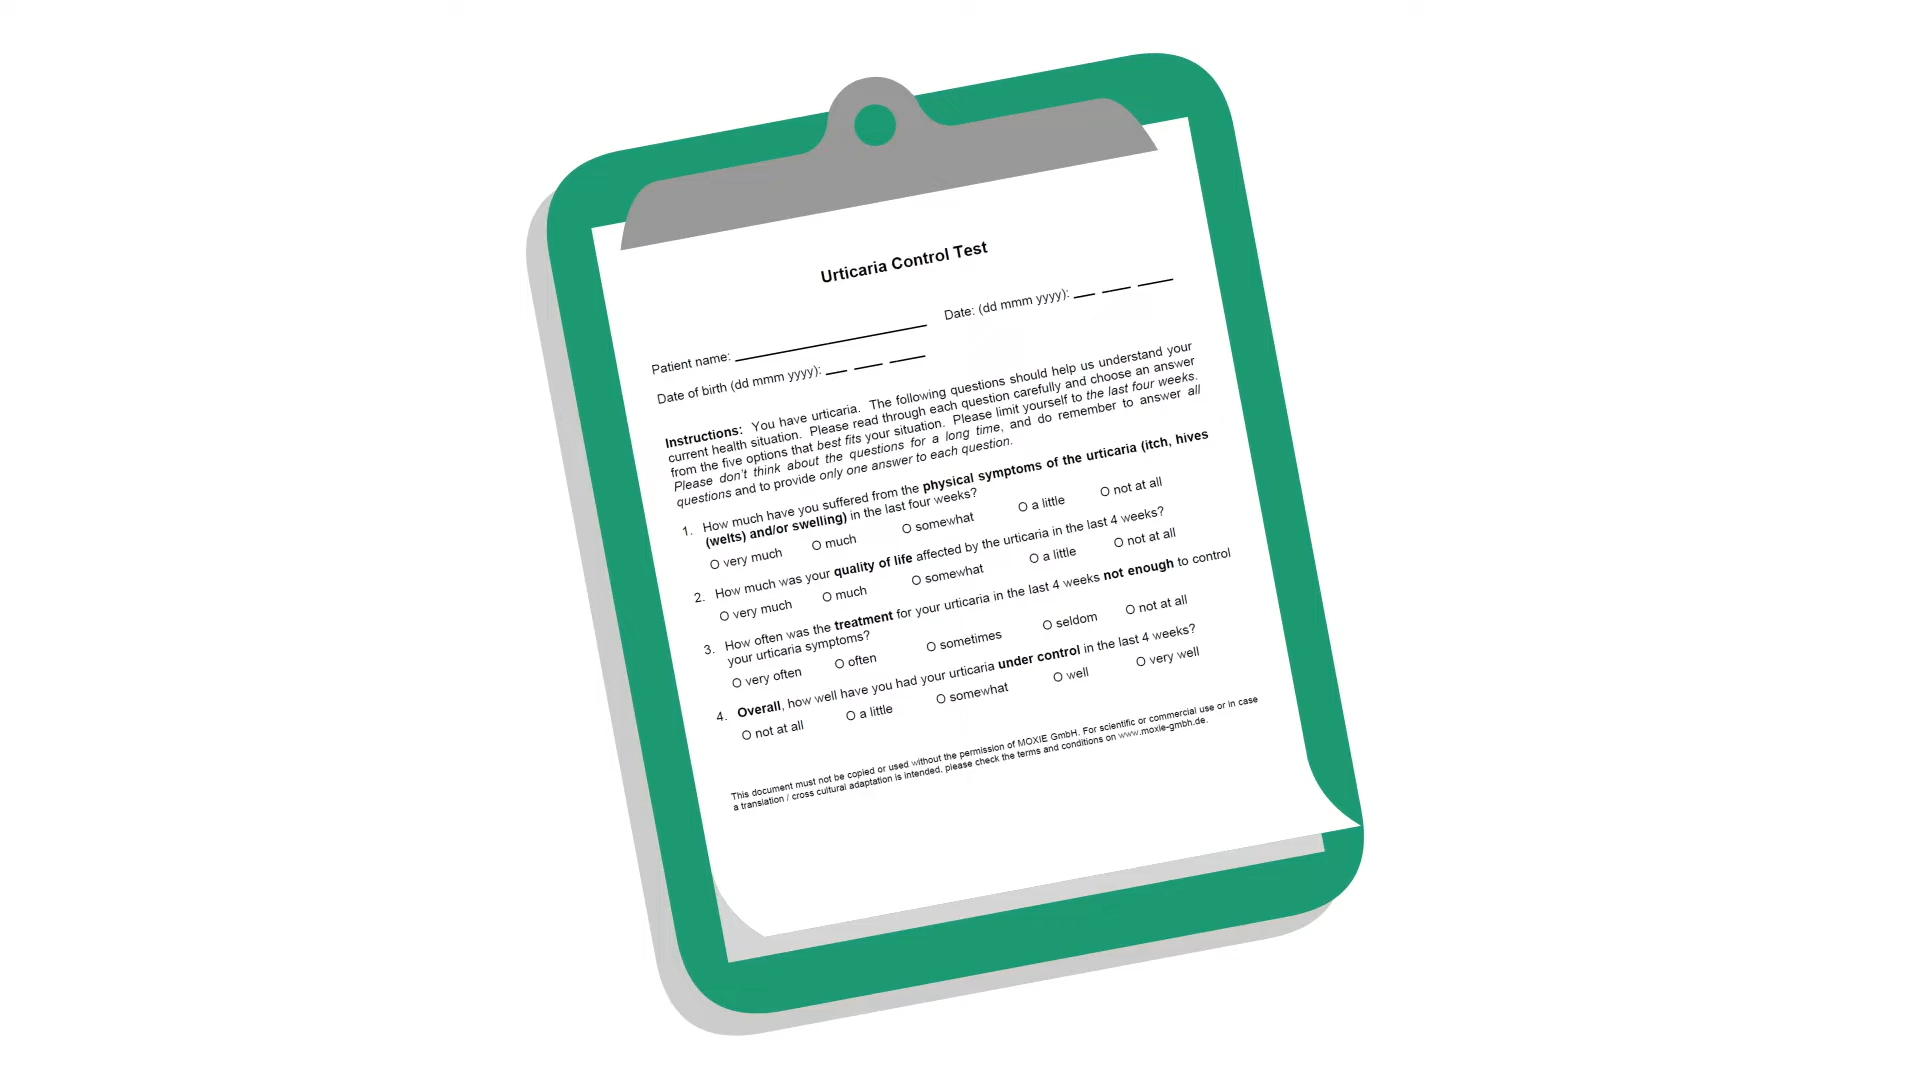 Urticaria Control Test
Patient name: Date: (dd mmm yyyy):
Date of birth (dd mmm yyyy):
Instructions: You have urticaria. The following questions should help us understand your
current health situation. Please read through each question carefully and choose an answer
from the five options that best fits your situation. Please limit yourself to the last four weeks.
Please don't think about the questions for a long time, and do remember to answer all
questions and to provide only one answer to each question.
1. How much have you suffered from the physical symptoms of the urticaria (itch, hives
(welts) and/or swelling) in the last four weeks?
O very much O much O somewhat O a little O not at all
2. How much was your quality of life affected by the urticaria in the last 4 weeks?
O very much O much O somewhat O a little O not at all
3. How often was the treatment for your urticaria in the last 4 weeks not enough to control
your urticaria symptoms?
O very often O often O sometimes O seldom O not at all
4. Overall, how well have you had your urticaria under control in the last 4 weeks?
O not at all O a little O somewhat O well O very well
This document must not be copied or used without the permission of MOXIE GmbH. For scientific or commercial use or in case
a translation / cross cultural adaptation is intended, please check the terms and conditions on www.moxie-gmbh.de.